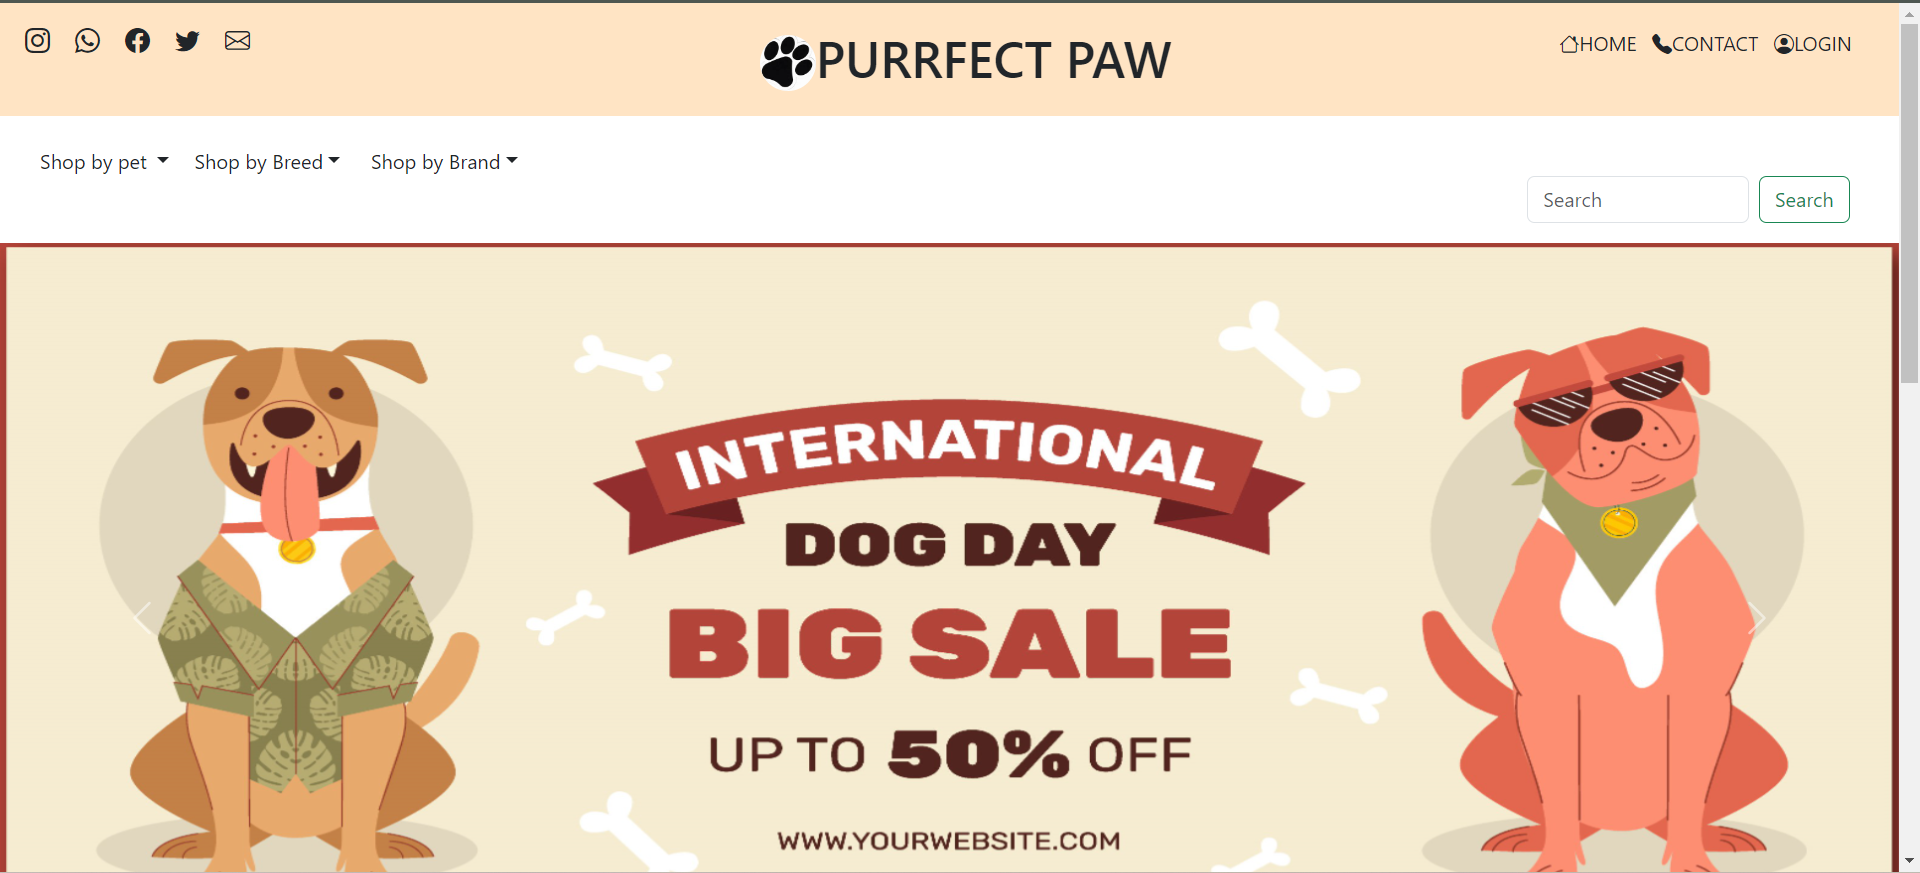 PURRFECT PAW
HOME CONTACT LOGIN
Shop by pet Shop by Breed Shop by Brand
Search Search
INTERNATIONAL
DOG DAY
BIG SALE
UP TO 50% OFF
WWW.YOURWEBSITE.COM